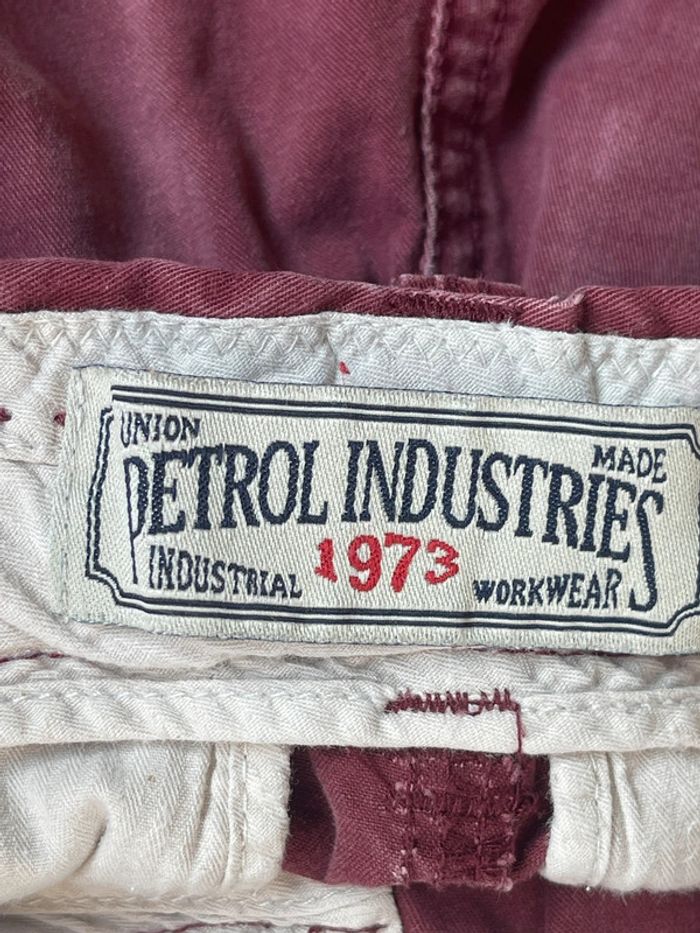 UNION MADE
PETROL INDUSTRIES
INDUSTRIAL 1973 WORKWEAR